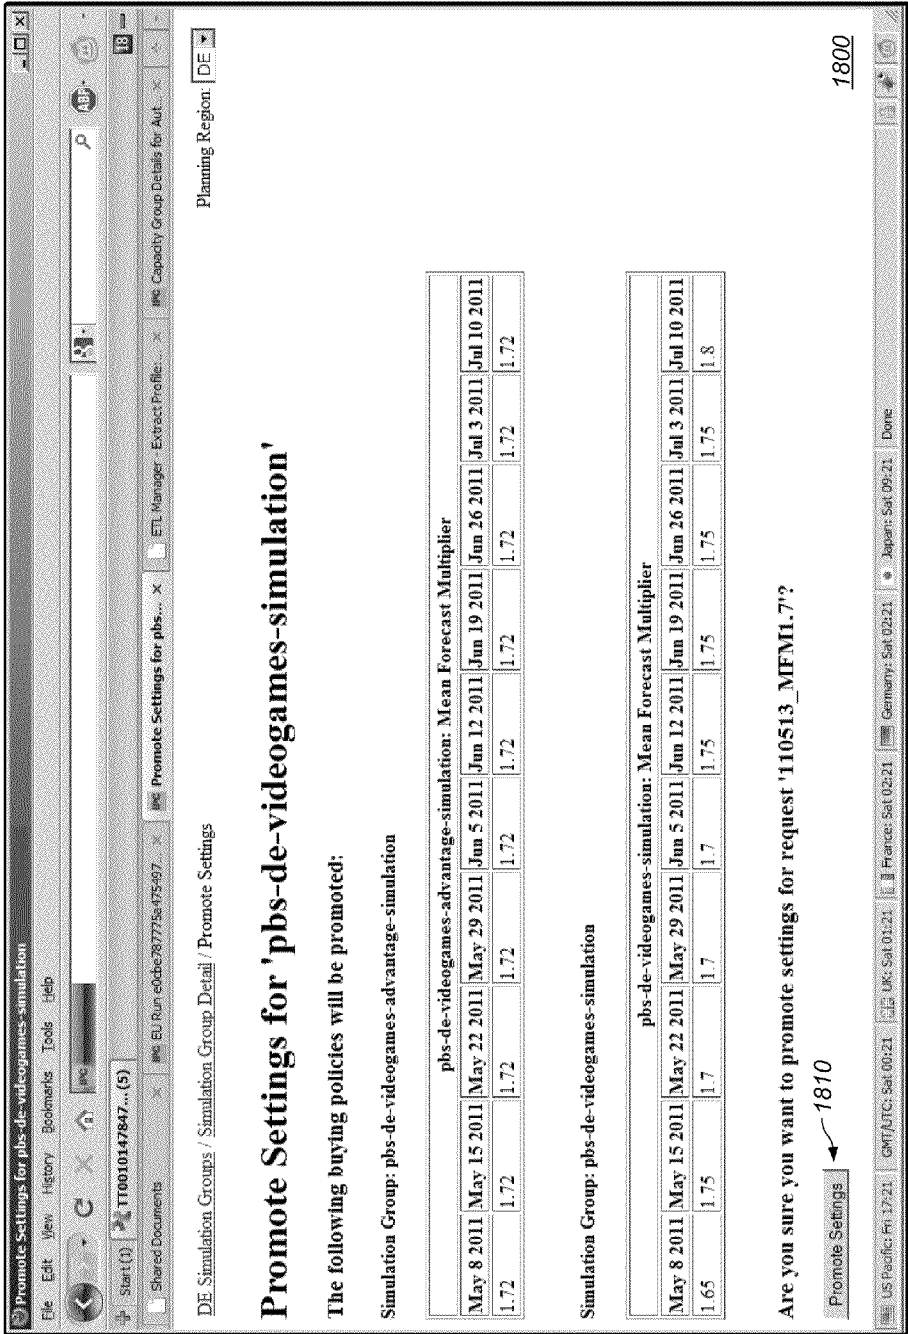 Promote Settings for pbs-de-videogames-simulation
File Edit View History Bookmarks Tools Help
IPC
ABP
Start (1) TT0010147847...(5) 18
Shared Documents × IPC EU Run e0cbe787775a475497... × IPC Promote Settings for pbs... × ETL Manager - Extract Profile:... × IPC Capacity Group Details for Aut... ×
DE Simulation Groups / Simulation Group Detail / Promote Settings
Planning Region: DE
Promote Settings for 'pbs-de-videogames-simulation'
The following buying policies will be promoted:
Simulation Group: pbs-de-videogames-advantage-simulation
pbs-de-videogames-advantage-simulation: Mean Forecast Multiplier
May 8 2011 May 15 2011 May 22 2011 May 29 2011 Jun 5 2011 Jun 12 2011 Jun 19 2011 Jun 26 2011 Jul 3 2011 Jul 10 2011
1.72 1.72 1.72 1.72 1.72 1.72 1.72 1.72 1.72 1.72
Simulation Group: pbs-de-videogames-simulation
pbs-de-videogames-simulation: Mean Forecast Multiplier
May 8 2011 May 15 2011 May 22 2011 May 29 2011 Jun 5 2011 Jun 12 2011 Jun 19 2011 Jun 26 2011 Jul 3 2011 Jul 10 2011
1.65 1.75 1.7 1.7 1.7 1.75 1.75 1.75 1.75 1.8
Are you sure you want to promote settings for request '110513_MFM1.7'?
Promote Settings
1810
1800
US Pacific: Fri 17:21 GMT/UTC: Sat 00:21 UK: Sat 01:21 France: Sat 02:21 Germany: Sat 02:21 Japan: Sat 09:21 Done